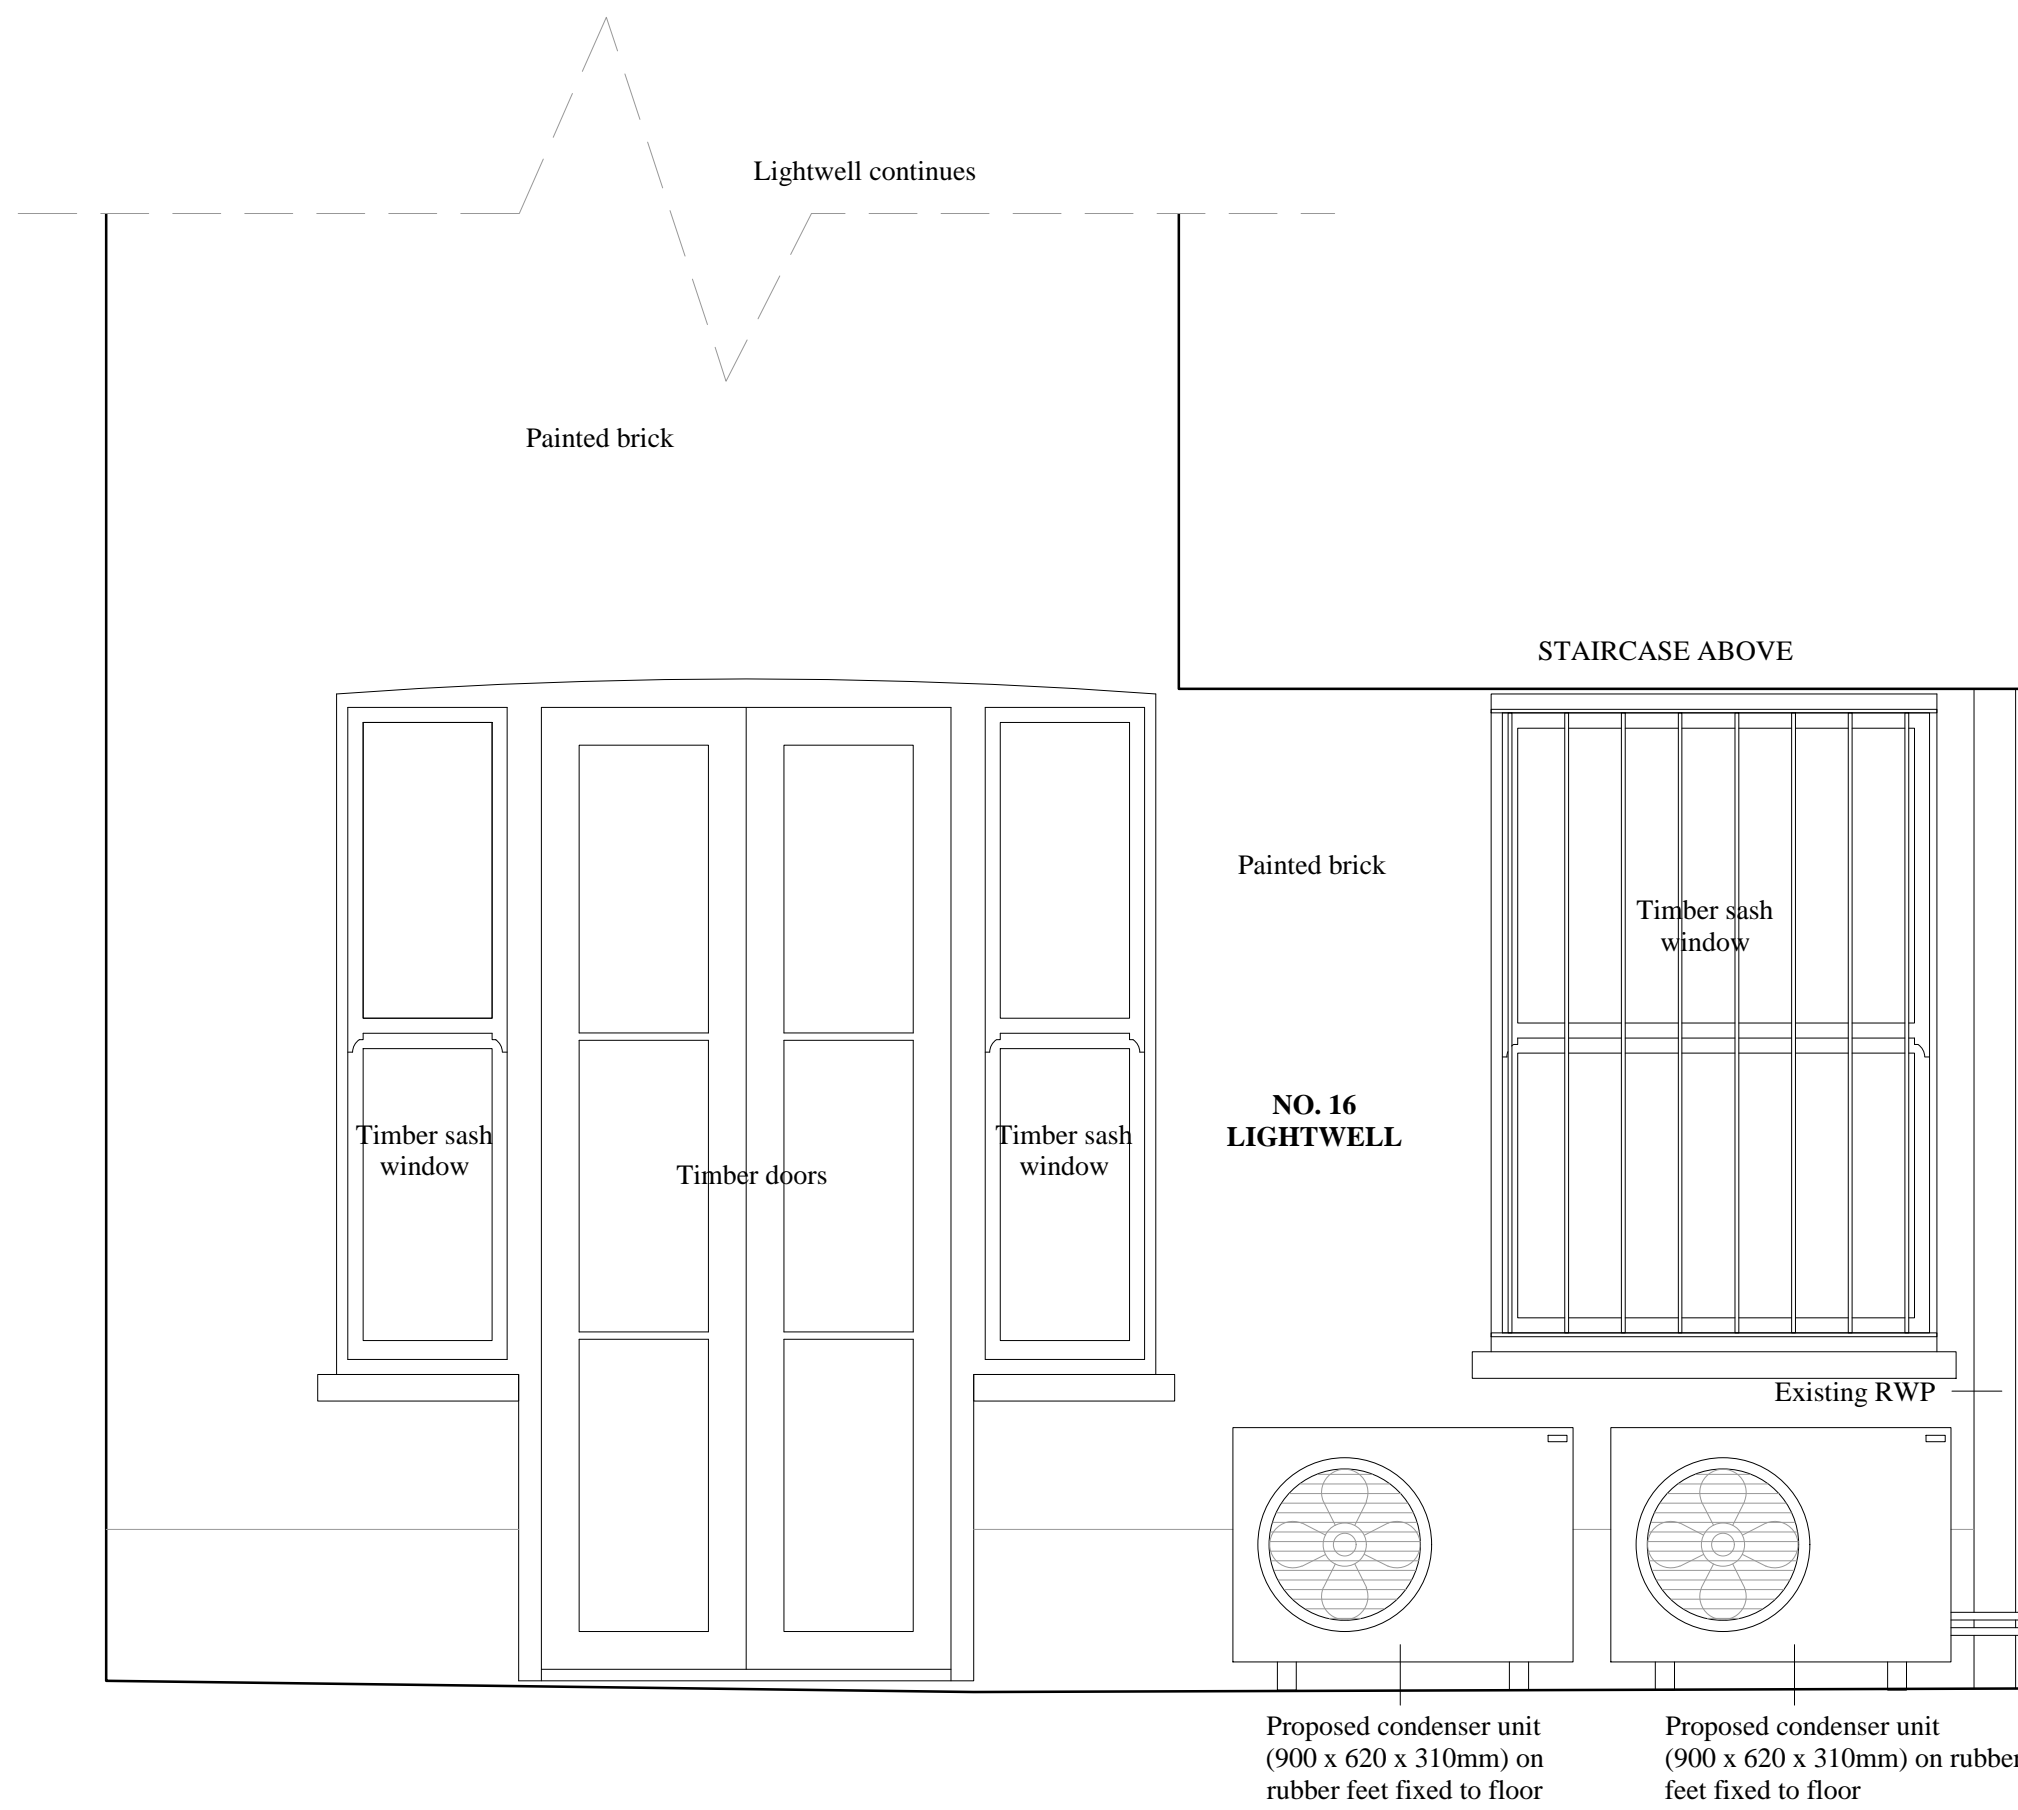 Lightwell continues
Painted brick
STAIRCASE ABOVE
Painted brick
Timber sash
window
NO. 16
LIGHTWELL
Timber sash
window
Timber doors
Timber sash
window
Existing RWP
Proposed condenser unit
(900 x 620 x 310mm) on
rubber feet fixed to floor
Proposed condenser unit
(900 x 620 x 310mm) on rubber
feet fixed to floor